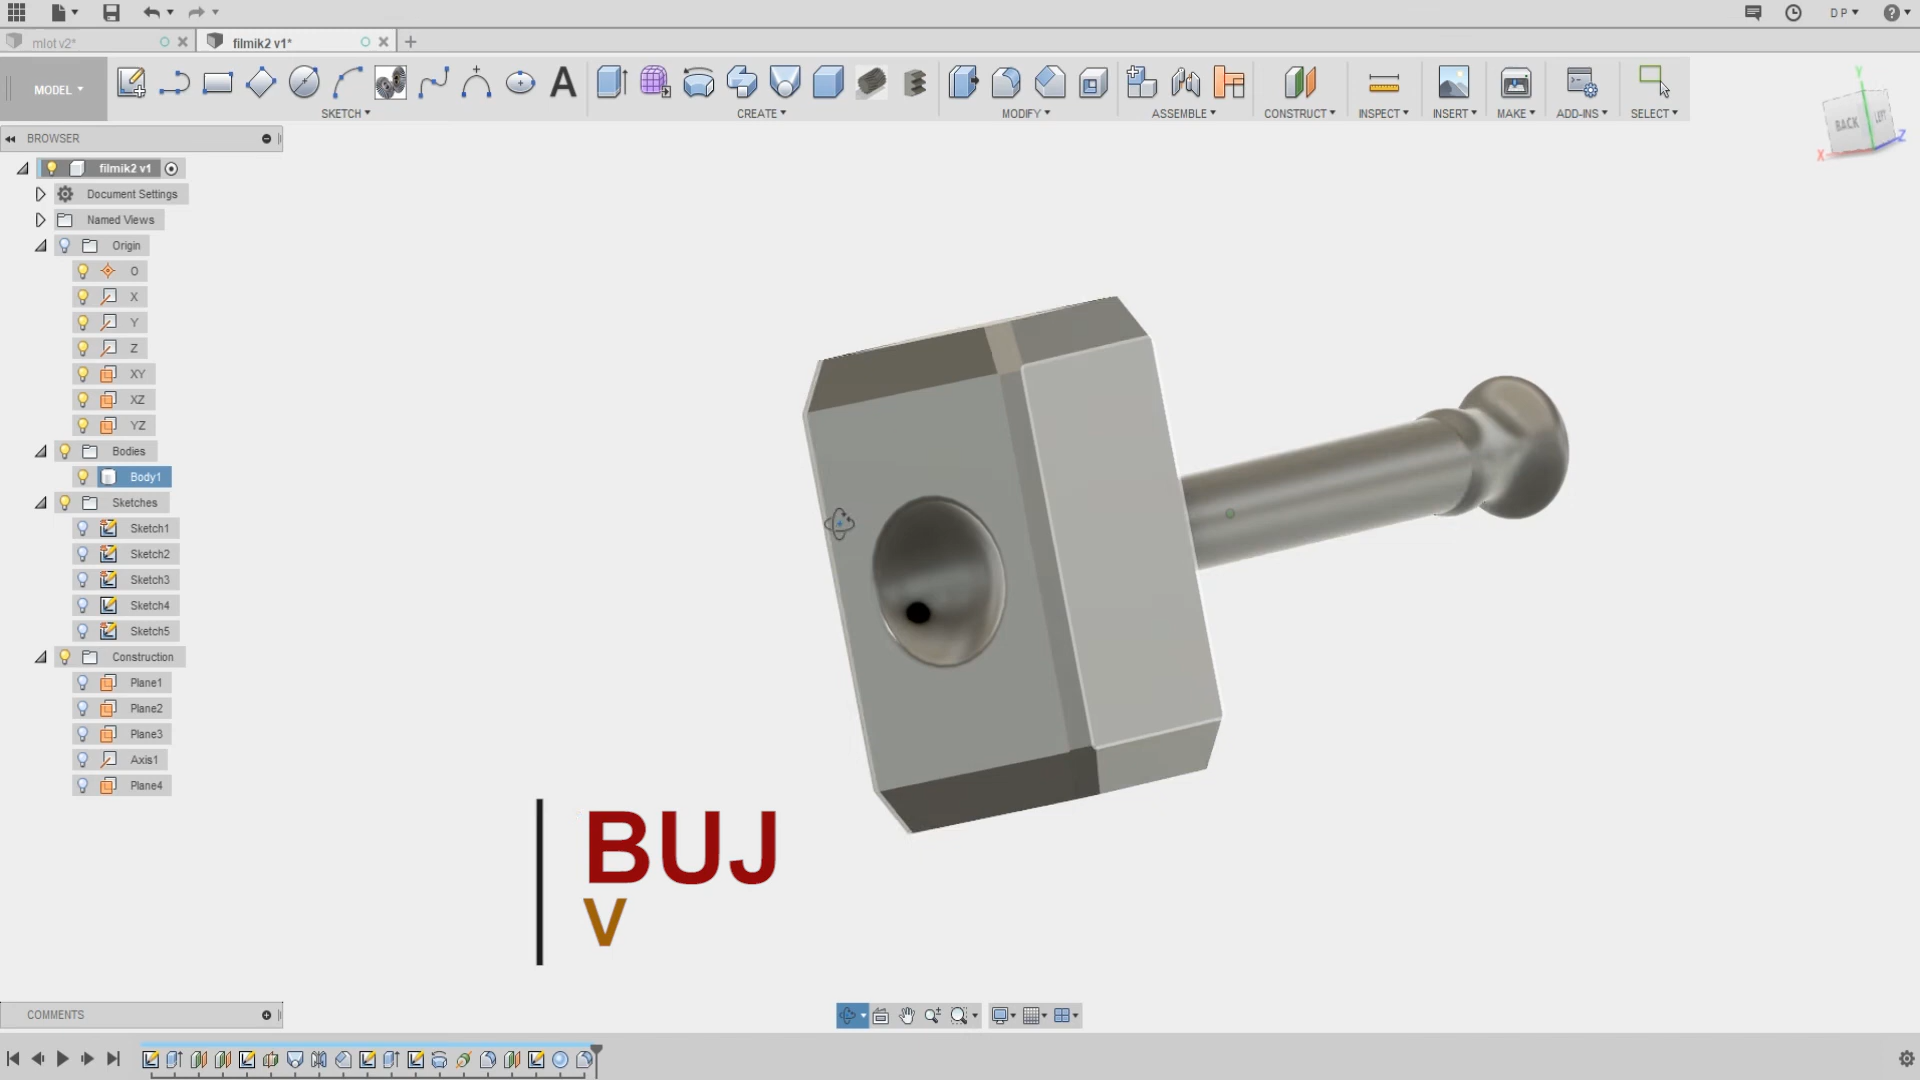 D P
mlot v2*
filmik2 v1*
MODEL
A
SKETCH
CREATE
MODIFY
ASSEMBLE
CONSTRUCT
INSPECT
INSERT
MAKE
ADD-INS
SELECT
Y
BACK
LEFT
X
Z
BROWSER
filmik2 v1
Document Settings
Named Views
Origin
O
X
Y
Z
XY
XZ
YZ
Bodies
Body1
Sketches
Sketch1
Sketch2
Sketch3
Sketch4
Sketch5
Construction
Plane1
Plane2
Plane3
Axis1
Plane4
BUJ
V
COMMENTS